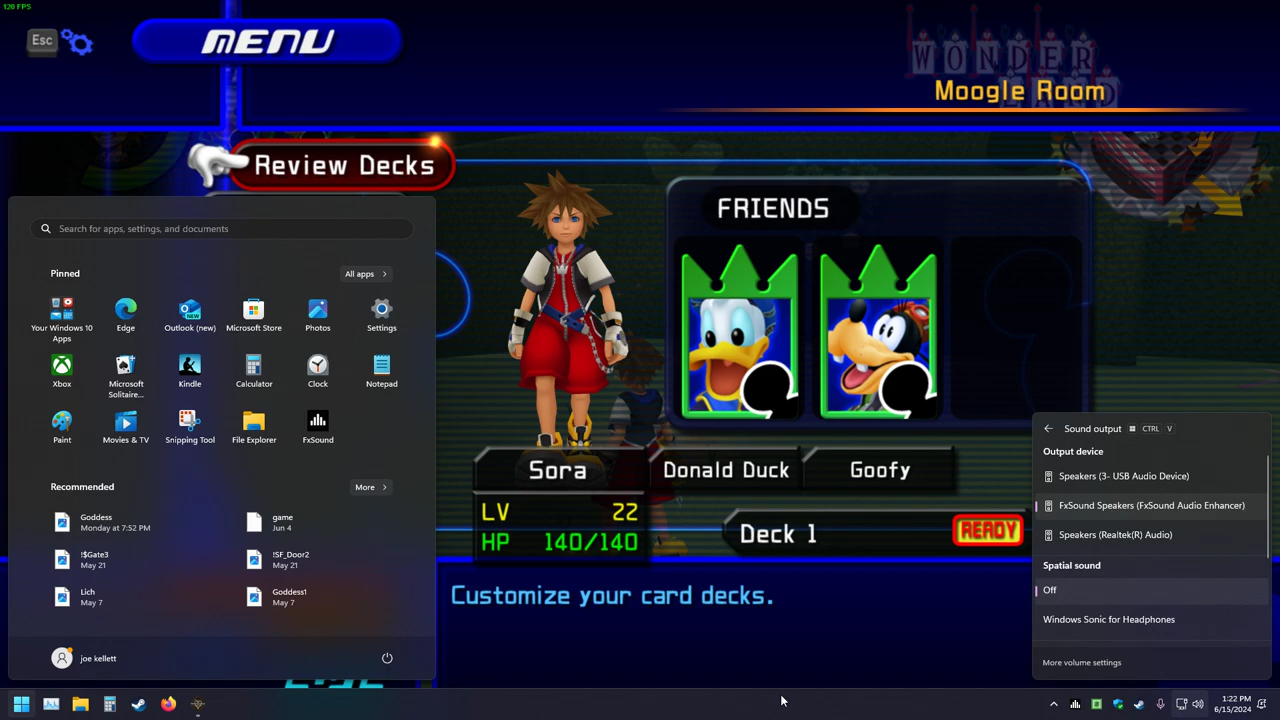 120 FPS
Esc
MENU
WONDER
LAND
Moogle Room
Review Decks
FRIENDS
Search for apps, settings, and documents
Pinned
All apps
Your Windows 10
Apps
Edge
Outlook (new)
Microsoft Store
Photos
Settings
Xbox
Microsoft
Solitaire...
Kindle
Calculator
Clock
Notepad
Paint
Movies & TV
Snipping Tool
File Explorer
FxSound
Recommended
More
Goddess
Monday at 7:52 PM
game
Jun 4
!$Gate3
May 21
!SF_Door2
May 21
Lich
May 7
Goddess1
May 7
joe kellett
Sora
Donald Duck
Goofy
LV 22
HP 140/140
Deck 1
READY
Customize your card decks.
Sound output
CTRL
V
Output device
Speakers (3- USB Audio Device)
FxSound Speakers (FxSound Audio Enhancer)
Speakers (Realtek(R) Audio)
Spatial sound
Off
Windows Sonic for Headphones
More volume settings
1:22 PM
6/15/2024